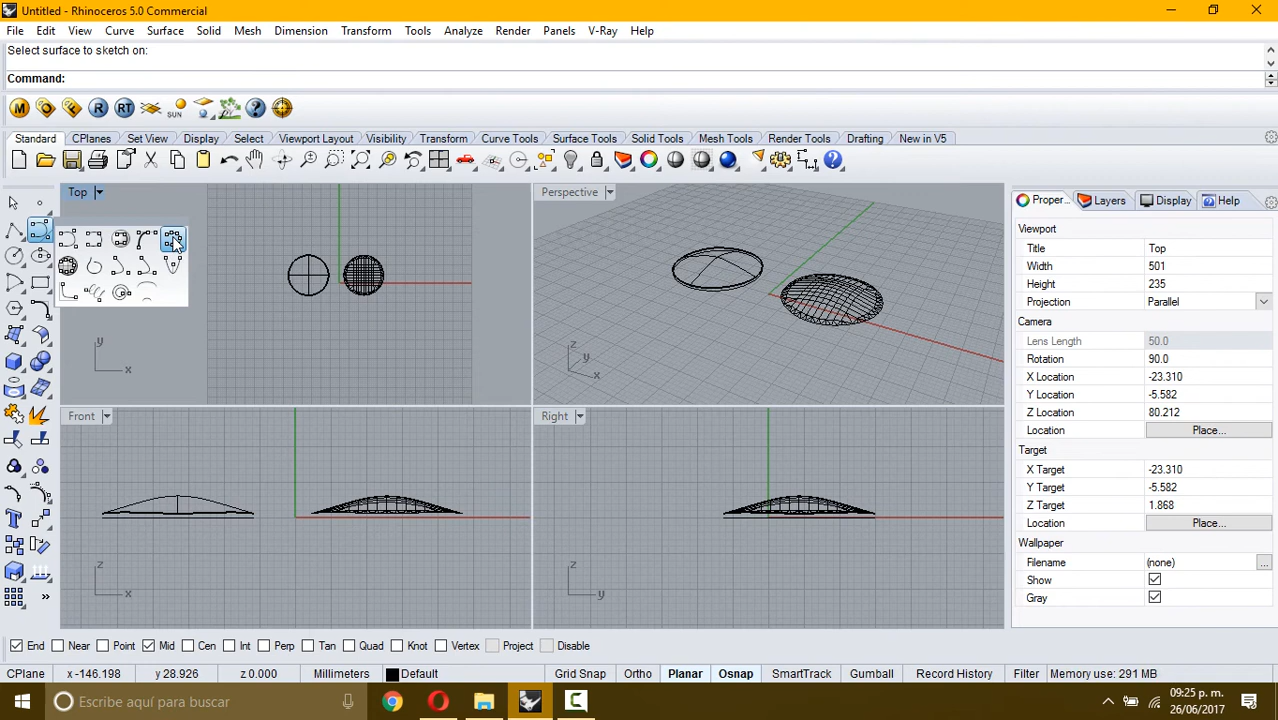 Untitled - Rhinoceros 5.0 Commercial
File Edit View Curve Surface Solid Mesh Dimension Transform Tools Analyze Render Panels V-Ray Help
Select surface to sketch on:
Command:
M O F R RT SUN ?
Standard CPlanes Set View Display Select Viewport Layout Visibility Transform Curve Tools Surface Tools Solid Tools Mesh Tools Render Tools Drafting New in V5
Top
Perspective
Proper... Layers Display Help
Viewport
Title Top
Width 501
Height 235
Projection Parallel
Camera
Lens Length 50.0
Rotation 90.0
X Location -23.310
Y Location -5.582
Z Location 80.212
Location Place...
Target
X Target -23.310
Y Target -5.582
Z Target 1.868
Location Place...
Wallpaper
Filename (none) ...
Show
Gray
y
x
z
y
x
Front
Right
z
x
z
y
End Near Point Mid Cen Int Perp Tan Quad Knot Vertex Project Disable
CPlane x -146.198 y 28.926 z 0.000 Millimeters Default Grid Snap Ortho Planar Osnap SmartTrack Gumball Record History Filter Memory use: 291 MB
Escribe aquí para buscar
09:25 p. m.
26/06/2017